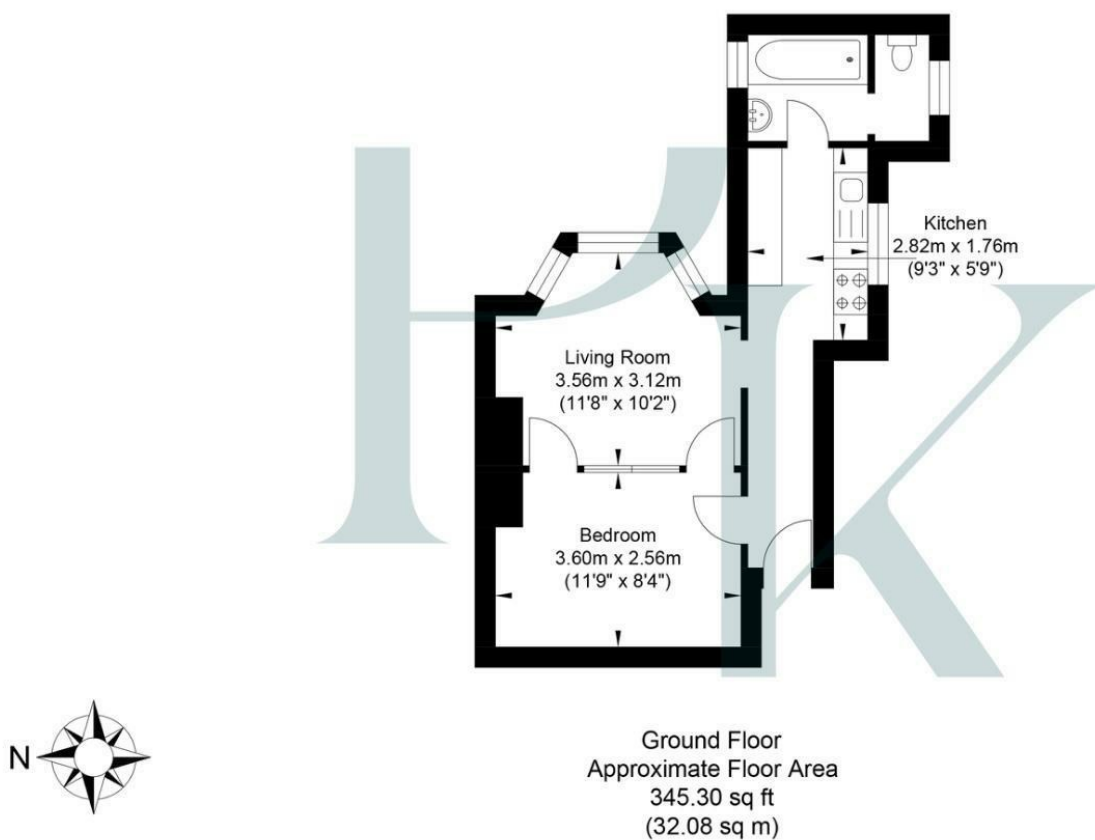 Kitchen
2.82m x 1.76m
(9'3" x 5'9")
Living Room
3.56m x 3.12m
(11'8" x 10'2")
Bedroom
3.60m x 2.56m
(11'9" x 8'4")
N
Ground Floor
Approximate Floor Area
345.30 sq ft
(32.08 sq m)
HK